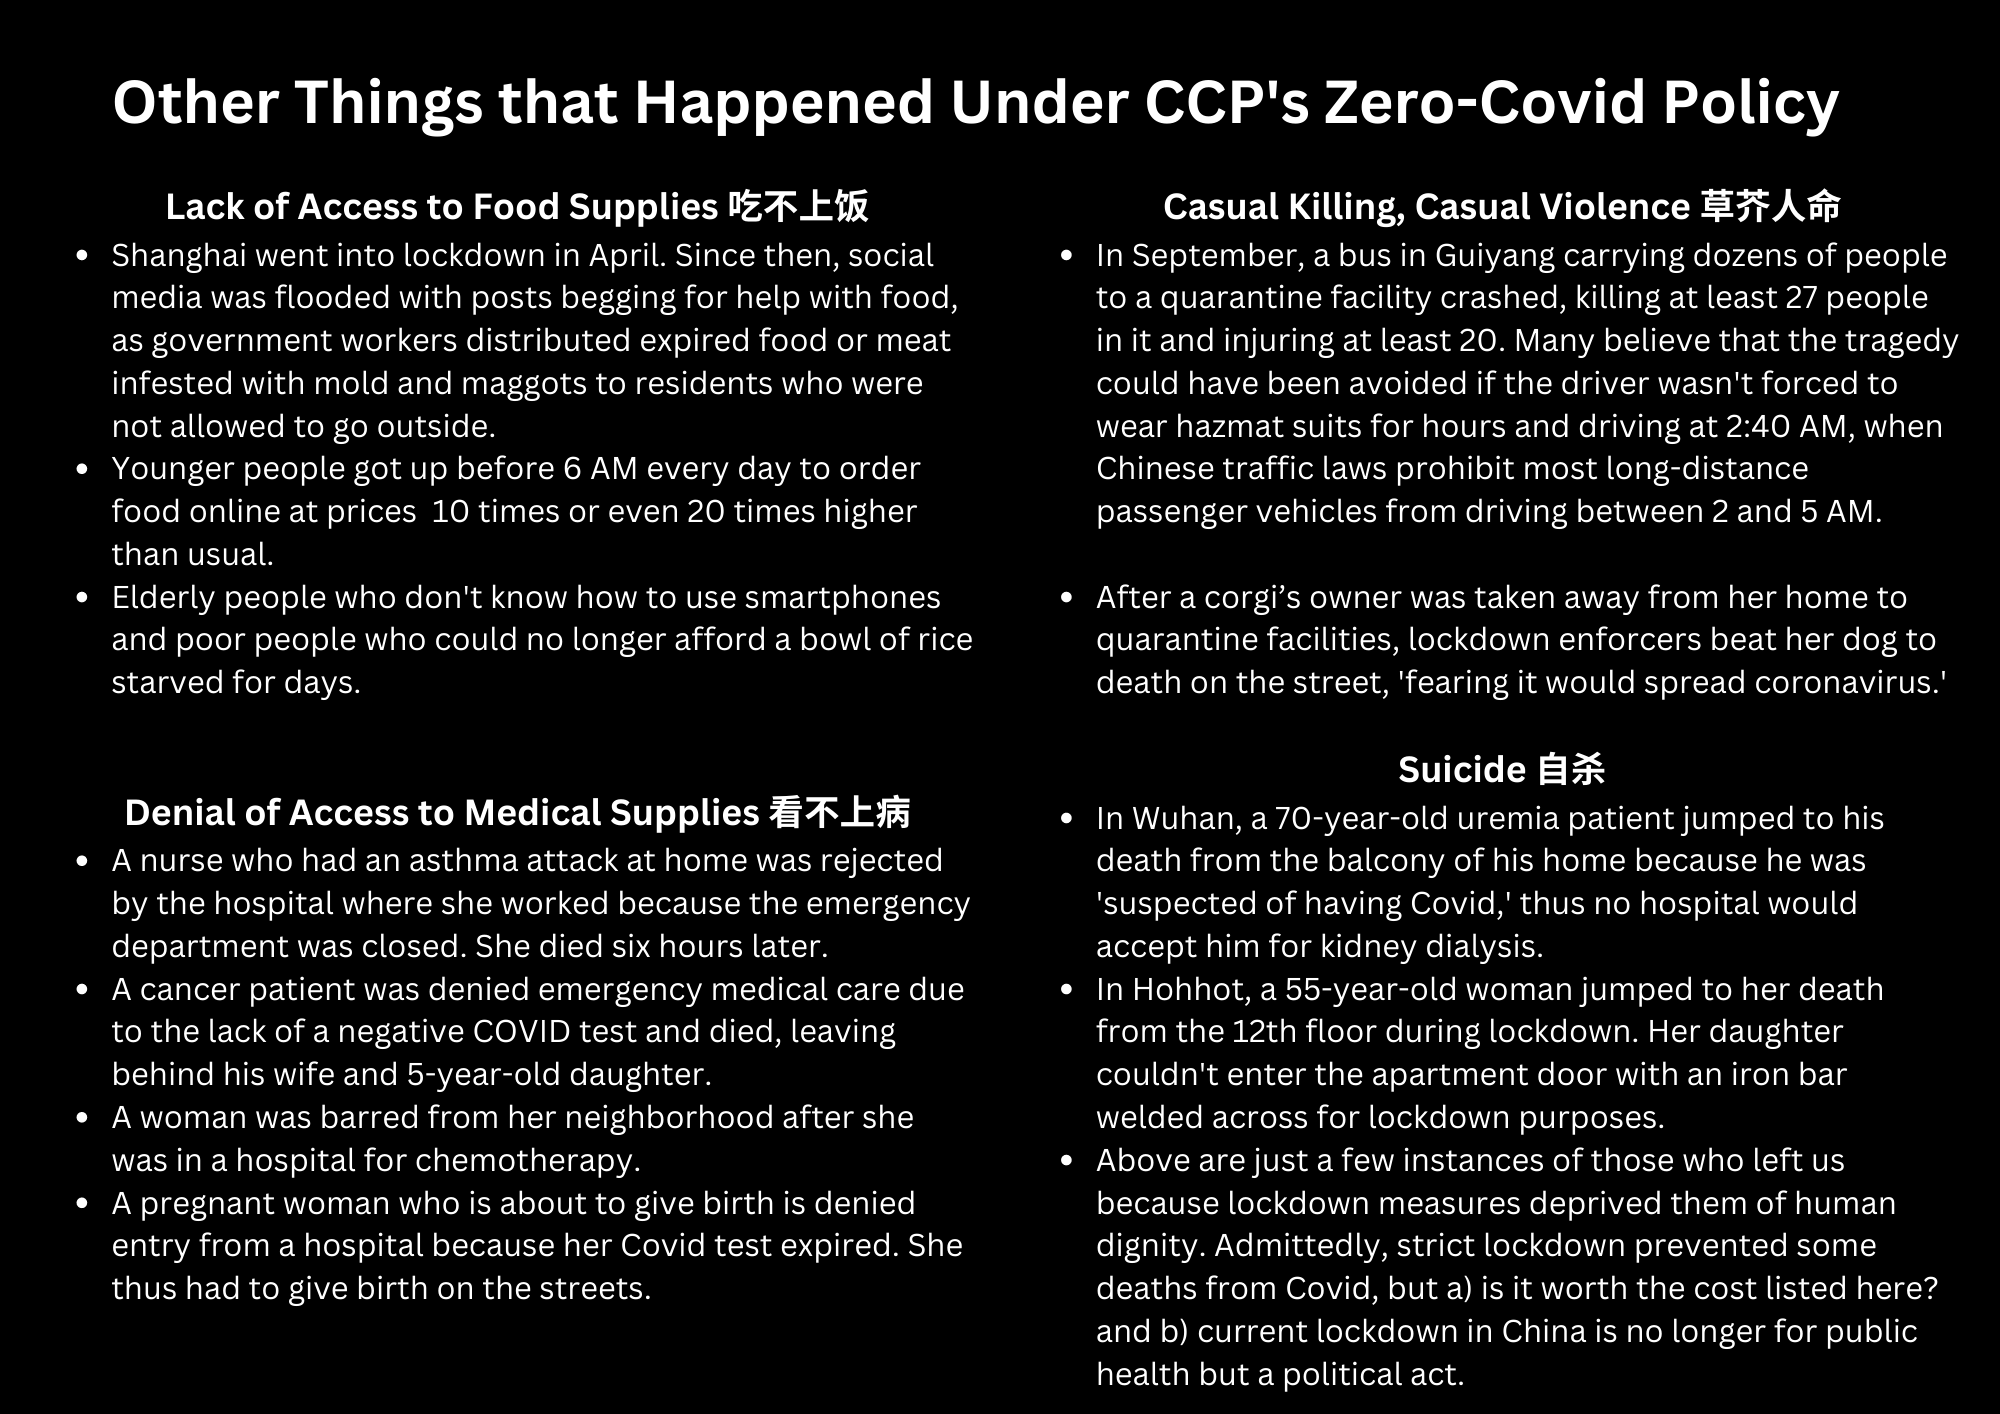 Other Things that Happened Under CCP's Zero-Covid Policy
Lack of Access to Food Supplies 吃不上饭
• Shanghai went into lockdown in April. Since then, social
media was flooded with posts begging for help with food,
as government workers distributed expired food or meat
infested with mold and maggots to residents who were
not allowed to go outside.
• Younger people got up before 6 AM every day to order
food online at prices  10 times or even 20 times higher
than usual.
• Elderly people who don't know how to use smartphones
and poor people who could no longer afford a bowl of rice
starved for days.
Denial of Access to Medical Supplies 看不上病
• A nurse who had an asthma attack at home was rejected
by the hospital where she worked because the emergency
department was closed. She died six hours later.
• A cancer patient was denied emergency medical care due
to the lack of a negative COVID test and died, leaving
behind his wife and 5-year-old daughter.
• A woman was barred from her neighborhood after she
was in a hospital for chemotherapy.
• A pregnant woman who is about to give birth is denied
entry from a hospital because her Covid test expired. She
thus had to give birth on the streets.
Casual Killing, Casual Violence 草芥人命
• In September, a bus in Guiyang carrying dozens of people
to a quarantine facility crashed, killing at least 27 people
in it and injuring at least 20. Many believe that the tragedy
could have been avoided if the driver wasn't forced to
wear hazmat suits for hours and driving at 2:40 AM, when
Chinese traffic laws prohibit most long-distance
passenger vehicles from driving between 2 and 5 AM.
• After a corgi’s owner was taken away from her home to
quarantine facilities, lockdown enforcers beat her dog to
death on the street, 'fearing it would spread coronavirus.'
Suicide 自杀
• In Wuhan, a 70-year-old uremia patient jumped to his
death from the balcony of his home because he was
'suspected of having Covid,' thus no hospital would
accept him for kidney dialysis.
• In Hohhot, a 55-year-old woman jumped to her death
from the 12th floor during lockdown. Her daughter
couldn't enter the apartment door with an iron bar
welded across for lockdown purposes.
• Above are just a few instances of those who left us
because lockdown measures deprived them of human
dignity. Admittedly, strict lockdown prevented some
deaths from Covid, but a) is it worth the cost listed here?
and b) current lockdown in China is no longer for public
health but a political act.